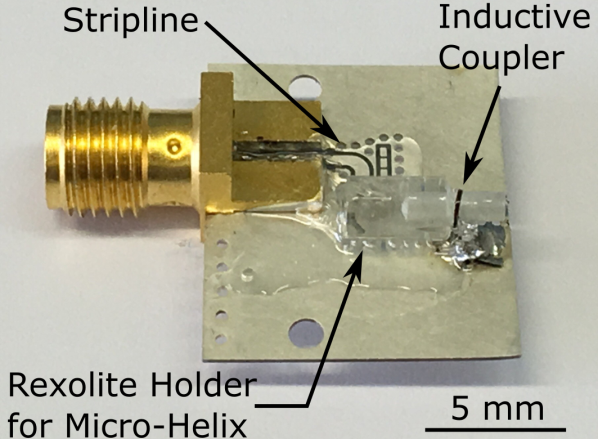 Stripline
Inductive
Coupler
Rexolite Holder
for Micro-Helix
5 mm